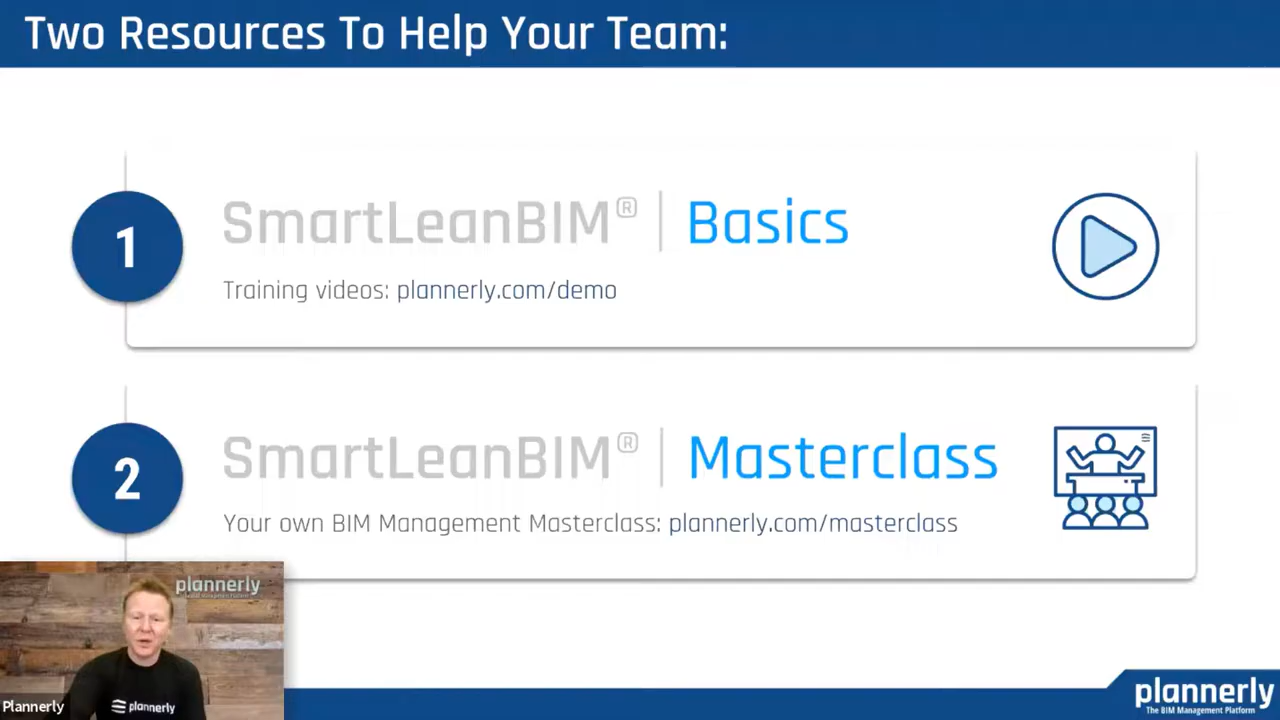 Two Resources To Help Your Team:
1
SmartLeanBIM® | Basics
Training videos: plannerly.com/demo
2
SmartLeanBIM® | Masterclass
Your own BIM Management Masterclass: plannerly.com/masterclass
plannerly
plannerly
Plannerly
plannerly
The BIM Management Platform